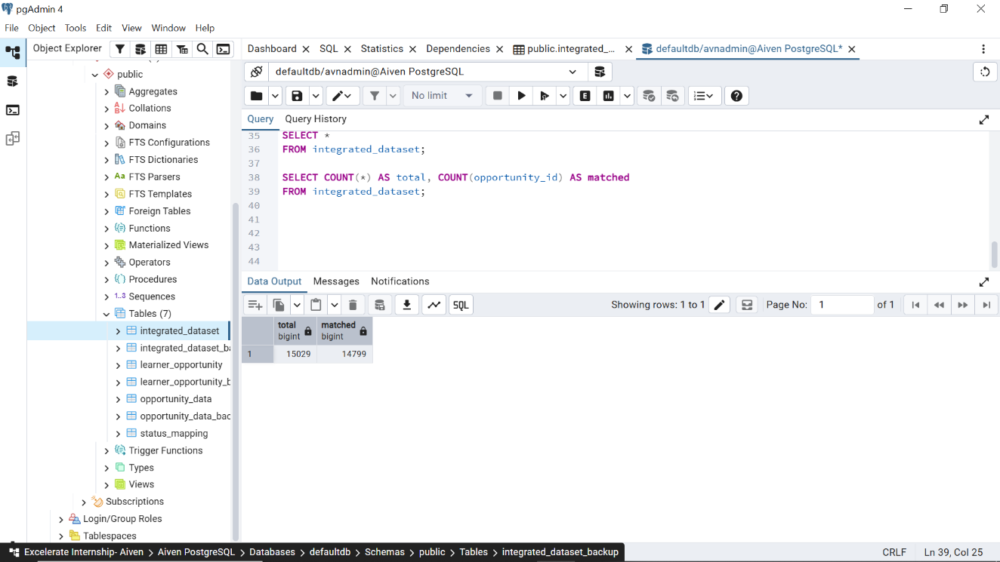 pgAdmin 4
File Object Tools Edit View Window Help
Object Explorer
Dashboard SQL Statistics Dependencies public.integrated_... defaultdb/avnadmin@Aiven PostgreSQL*
defaultdb/avnadmin@Aiven PostgreSQL
No limit
E
Query Query History
35 SELECT *
36 FROM integrated_dataset;
37
38 SELECT COUNT(*) AS total, COUNT(opportunity_id) AS matched
39 FROM integrated_dataset;
40
41
42
43
44
public
Aggregates
Collations
Domains
FTS Configurations
FTS Dictionaries
Aa FTS Parsers
FTS Templates
Foreign Tables
Functions
Materialized Views
Operators
Procedures
1..3 Sequences
Tables (7)
integrated_dataset
integrated_dataset_ba
learner_opportunity
learner_opportunity_b
opportunity_data
opportunity_data_bac
status_mapping
Trigger Functions
Types
Views
Subscriptions
Login/Group Roles
Tablespaces
Data Output Messages Notifications
SQL Showing rows: 1 to 1 Page No: 1 of 1
total bigint matched bigint
1 15029 14799
Excelerate Internship- Aiven > Aiven PostgreSQL > Databases > defaultdb > Schemas > public > Tables > integrated_dataset_backup
CRLF Ln 39, Col 25